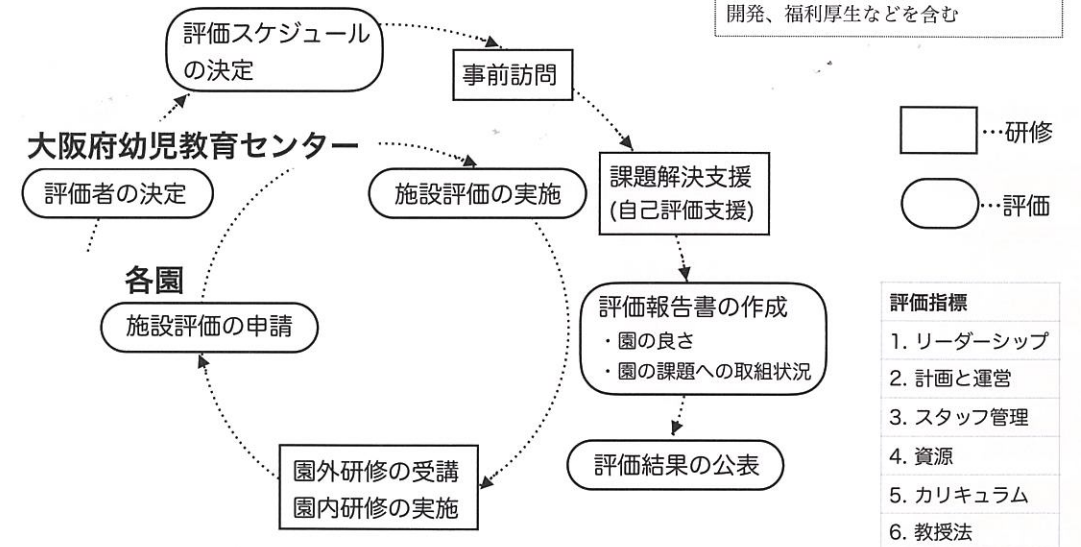 開発、福利厚生などを含む
評価スケジュール
の決定
事前訪問
大阪府幼児教育センター
評価者の決定
施設評価の実施
課題解決支援
(自己評価支援)
…研修
…評価
各園
施設評価の申請
評価報告書の作成
・園の良さ
・園の課題への取組状況
評価結果の公表
園外研修の受講
園内研修の実施
評価指標
1. リーダーシップ
2. 計画と運営
3. スタッフ管理
4. 資源
5. カリキュラム
6. 教授法